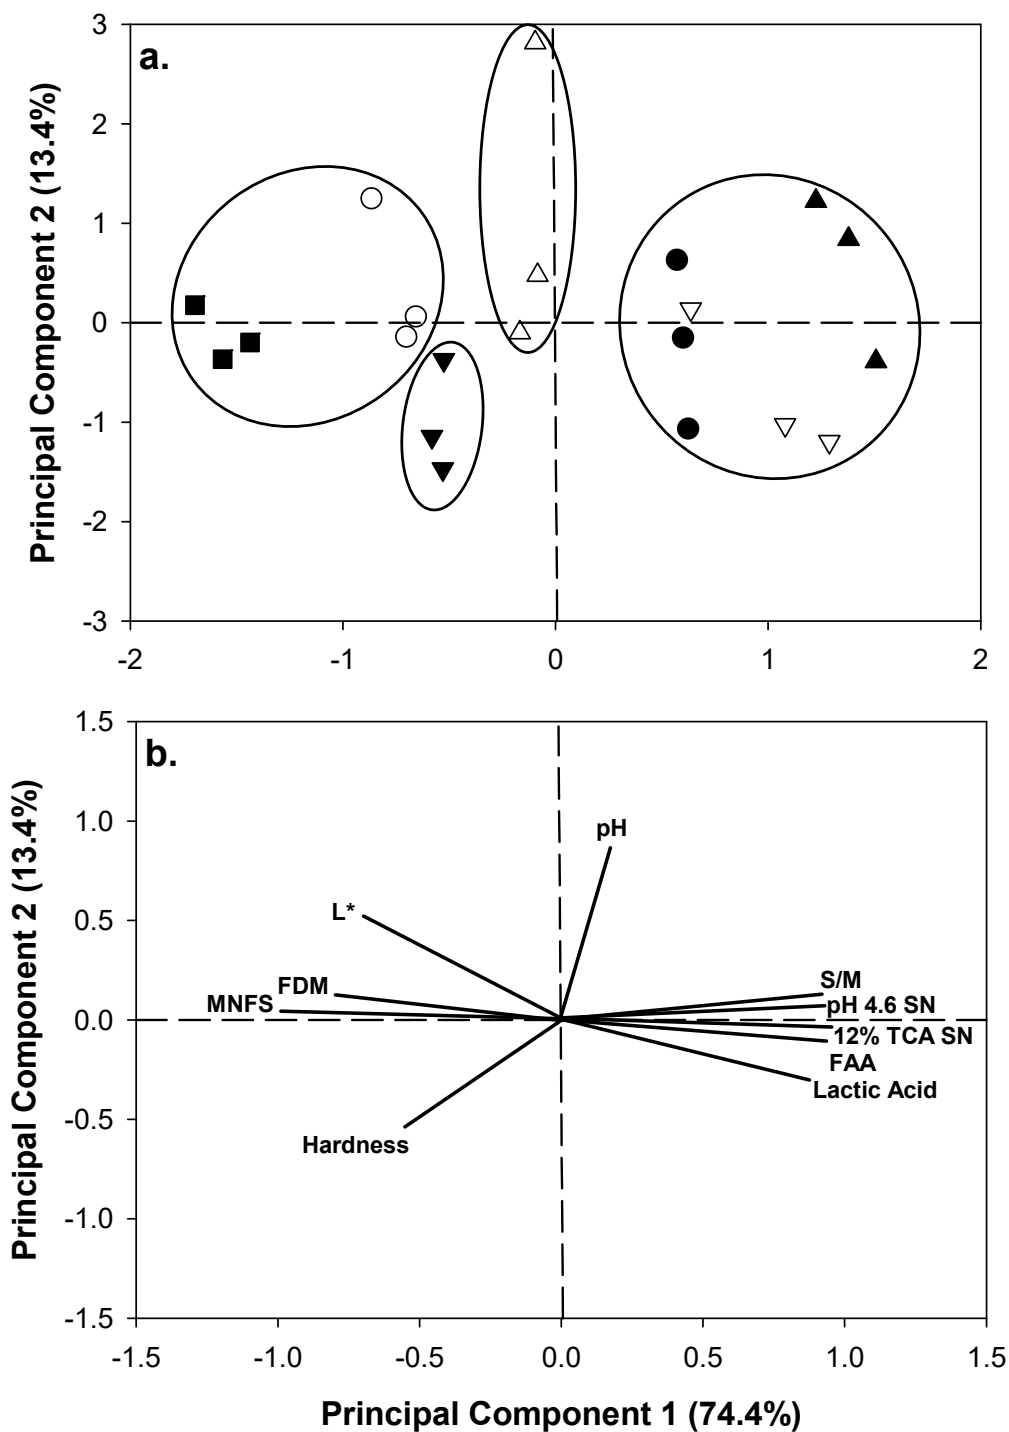 a.
3
2
1
0
-1
-2
-3
Principal Component 2 (13.4%)
-2 -1 0 1 2
b.
1.5
1.0
0.5
0.0
-0.5
-1.0
-1.5
Principal Component 2 (13.4%)
pH
L*
FDM
MNFS
Hardness
S/M
pH 4.6 SN
12% TCA SN
FAA
Lactic Acid
-1.5 -1.0 -0.5 0.0 0.5 1.0 1.5
Principal Component 1 (74.4%)